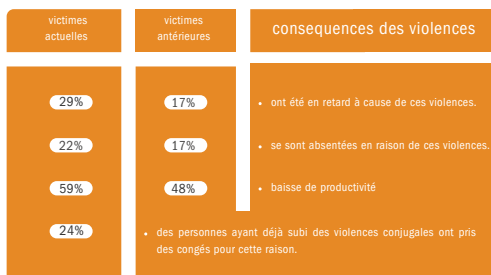 victimes actuelles
victimes antérieures
consequences des violences
29% 17% • ont été en retard à cause de ces violences.
22% 17% • se sont absentées en raison de ces violences.
59% 48% • baisse de productivité
24% • des personnes ayant déjà subi des violences conjugales ont pris
des congés pour cette raison.